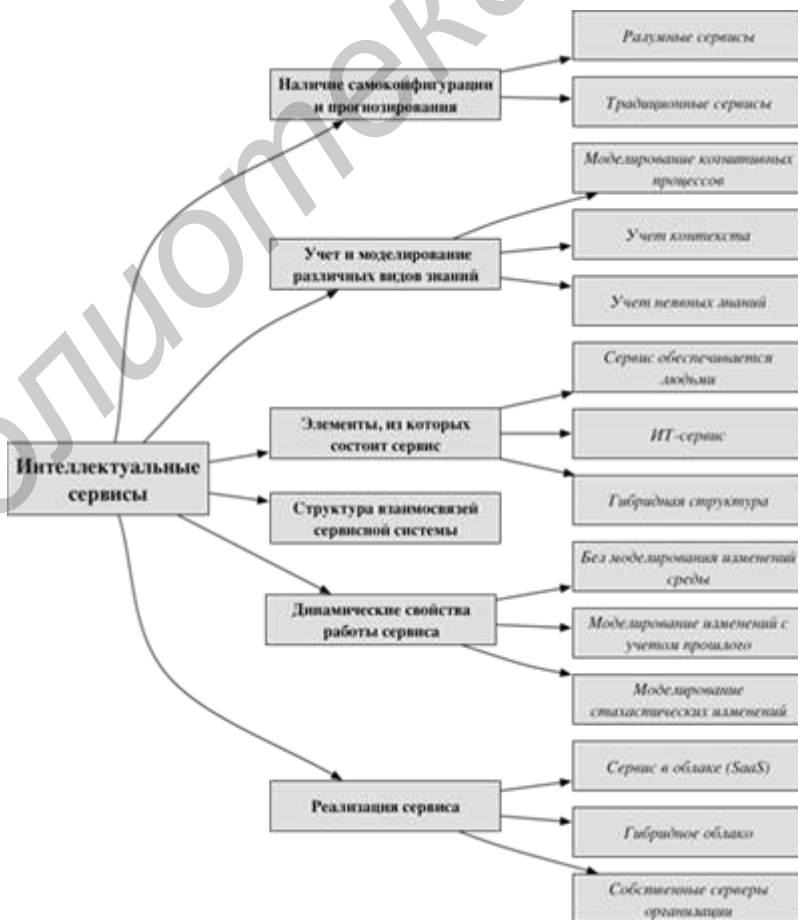 Разумные сервисы
Наличие самоконфигурации
и прогнозирования
Традиционные сервисы
Моделирование когнитивных
процессов
Учет и моделирование
различных видов знаний
Учет контекста
Учет неявных знаний
Сервис обеспечивается
людьми
Элементы, из которых
состоит сервис
ИТ-сервис
Интеллектуальные
сервисы
Гибридная структура
Структура взаимосвязей
сервисной системы
Без моделирования изменений
среды
Динамические свойства
работы сервиса
Моделирование изменений с
учетом прошлого
Моделирование
стахастических изменений
Сервис в облаке (SaaS)
Реализация сервиса
Гибридное облако
Собственные серверы
организации